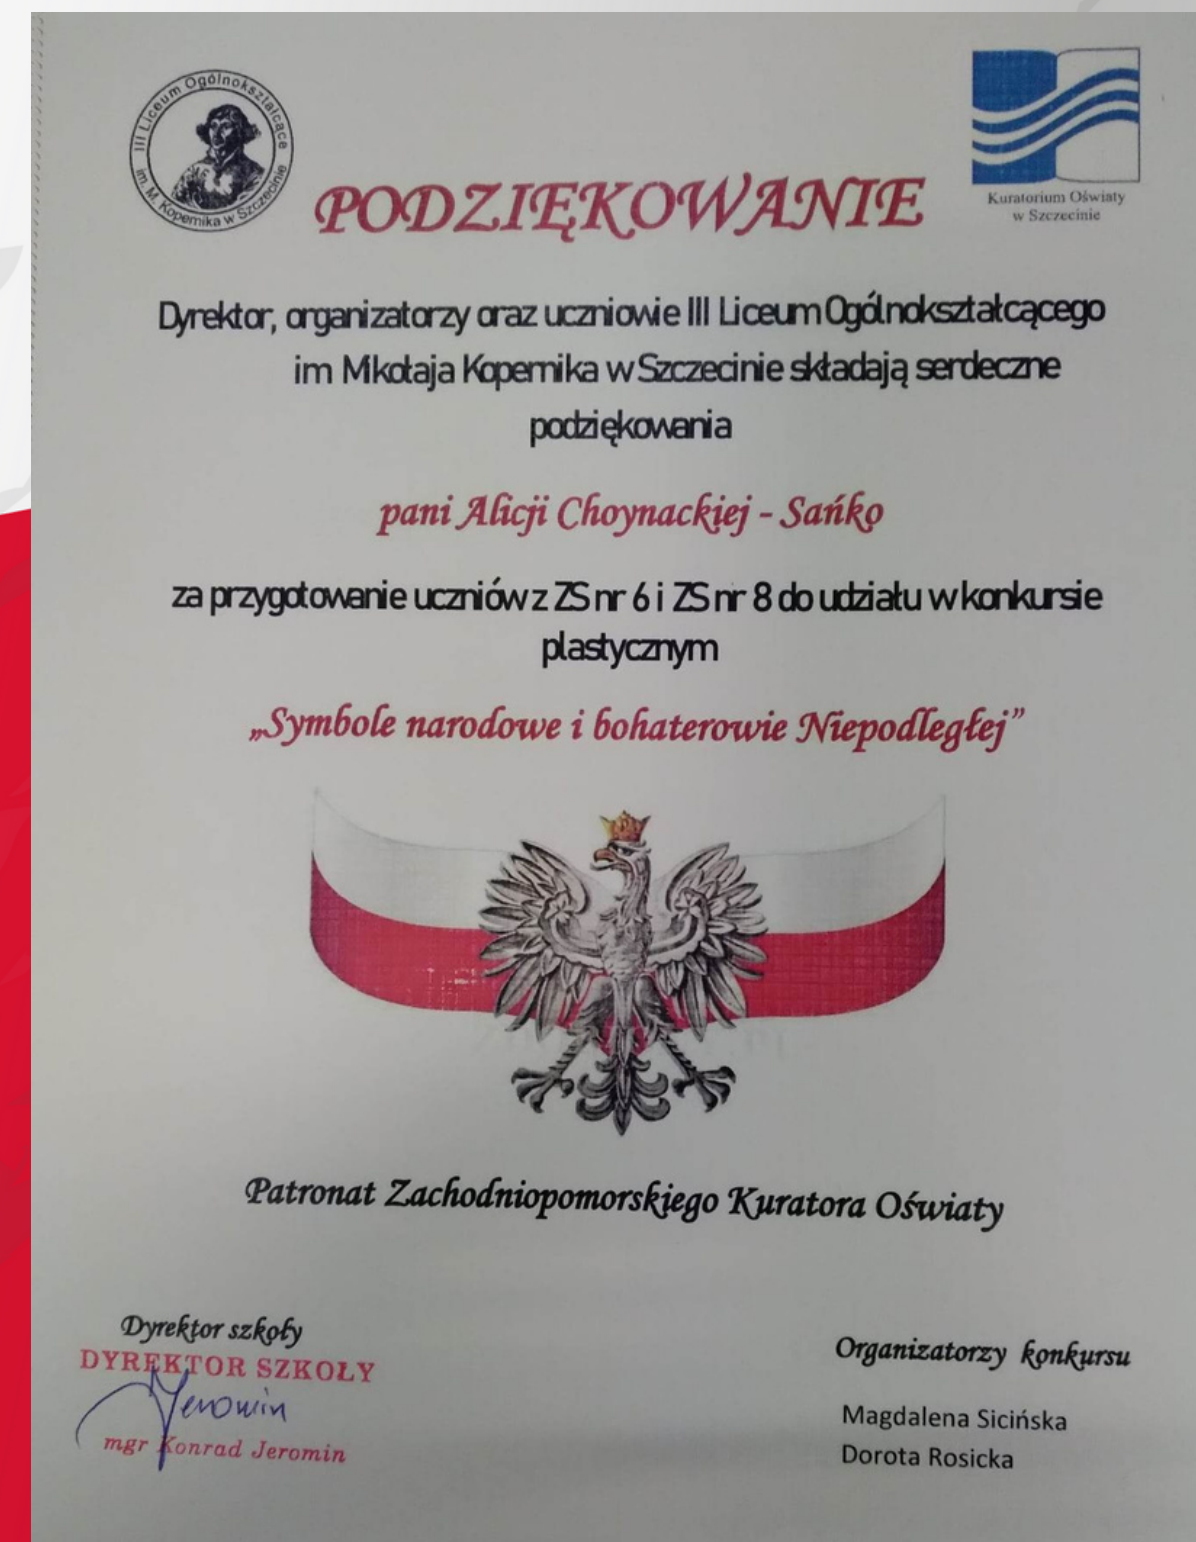 III Liceum Ogólnokształcące
im. M. Kopernika w Szczecinie
Kuratorium Oświaty
w Szczecinie
PODZIĘKOWANIE
Dyrektor, organizatorzy oraz uczniowie III Liceum Ogólnokształcącego
im Mikołaja Kopernika w Szczecinie składają serdeczne
podziękowania
pani Alicji Choynackiej - Sańko
za przygotowanie uczniów z ZS nr 6 i ZS nr 8 do udziału w konkursie
plastycznym
„Symbole narodowe i bohaterowie Niepodległej”
Patronat Zachodniopomorskiego Kuratora Oświaty
Dyrektor szkoły
DYREKTOR SZKOŁY
Jeromin
mgr Konrad Jeromin
Organizatorzy konkursu
Magdalena Sicińska
Dorota Rosicka